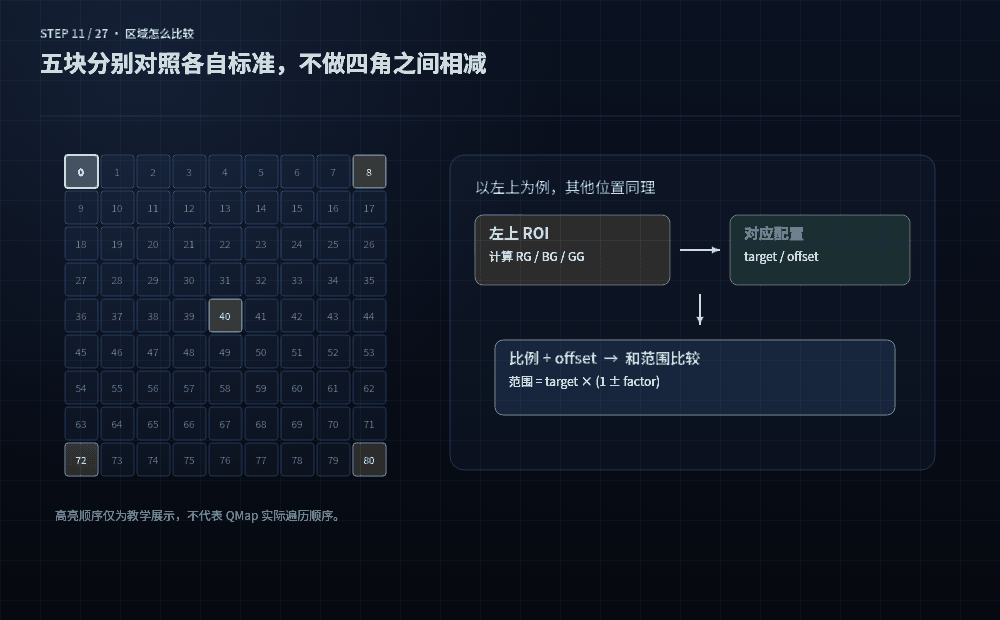 STEP 11 / 27 · 区域怎么比较
五块分别对照各自标准，不做四角之间相减
0 1 2 3 4 5 6 7 8
9 10 11 12 13 14 15 16 17
18 19 20 21 22 23 24 25 26
27 28 29 30 31 32 33 34 35
36 37 38 39 40 41 42 43 44
45 46 47 48 49 50 51 52 53
54 55 56 57 58 59 60 61 62
63 64 65 66 67 68 69 70 71
72 73 74 75 76 77 78 79 80
高亮顺序仅为教学展示，不代表 QMap 实际遍历顺序。
以左上为例，其他位置同理
左上 ROI
计算 RG / BG / GG
对应配置
target / offset
比例 + offset → 和范围比较
范围 = target × (1 ± factor)